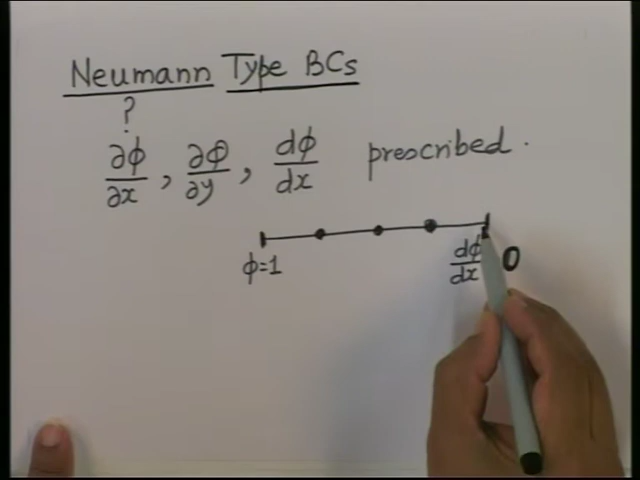 Neumann Type BCs
?
∂ϕ/∂x , ∂ϕ/∂y , dϕ/dx prescribed.
ϕ=1 dϕ/dx 0